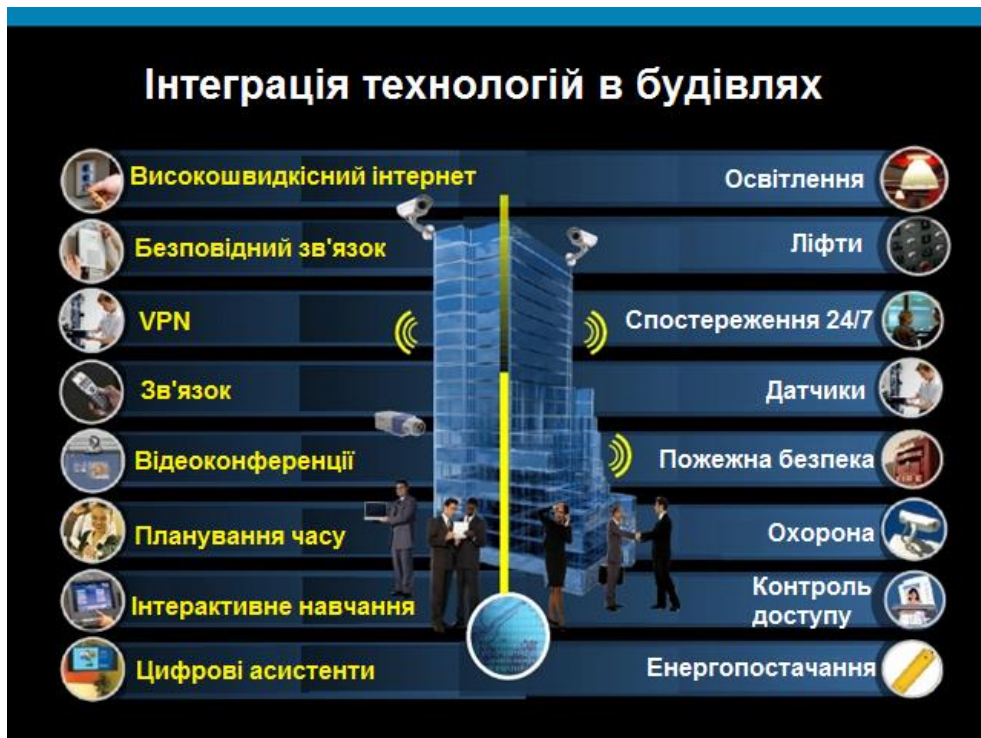 Інтеграція технологій в будівлях
Високошвидкісний інтернет
Безповідний зв'язок
VPN
Зв'язок
Відеоконференції
Планування часу
Інтерактивне навчання
Цифрові асистенти
Освітлення
Ліфти
Спостереження 24/7
Датчики
Пожежна безпека
Охорона
Контроль
доступу
Енергопостачання
FIRE